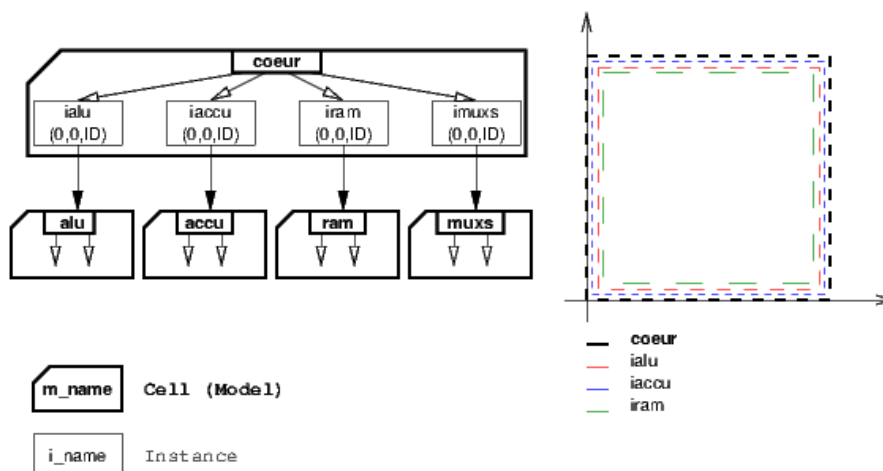 coeur
ialu
(0,0,ID)
iaccu
(0,0,ID)
iram
(0,0,ID)
imuxs
(0,0,ID)
alu
accu
ram
muxs
coeur
ialu
iaccu
iram
m_name
Cell (Model)
i_name
Instance